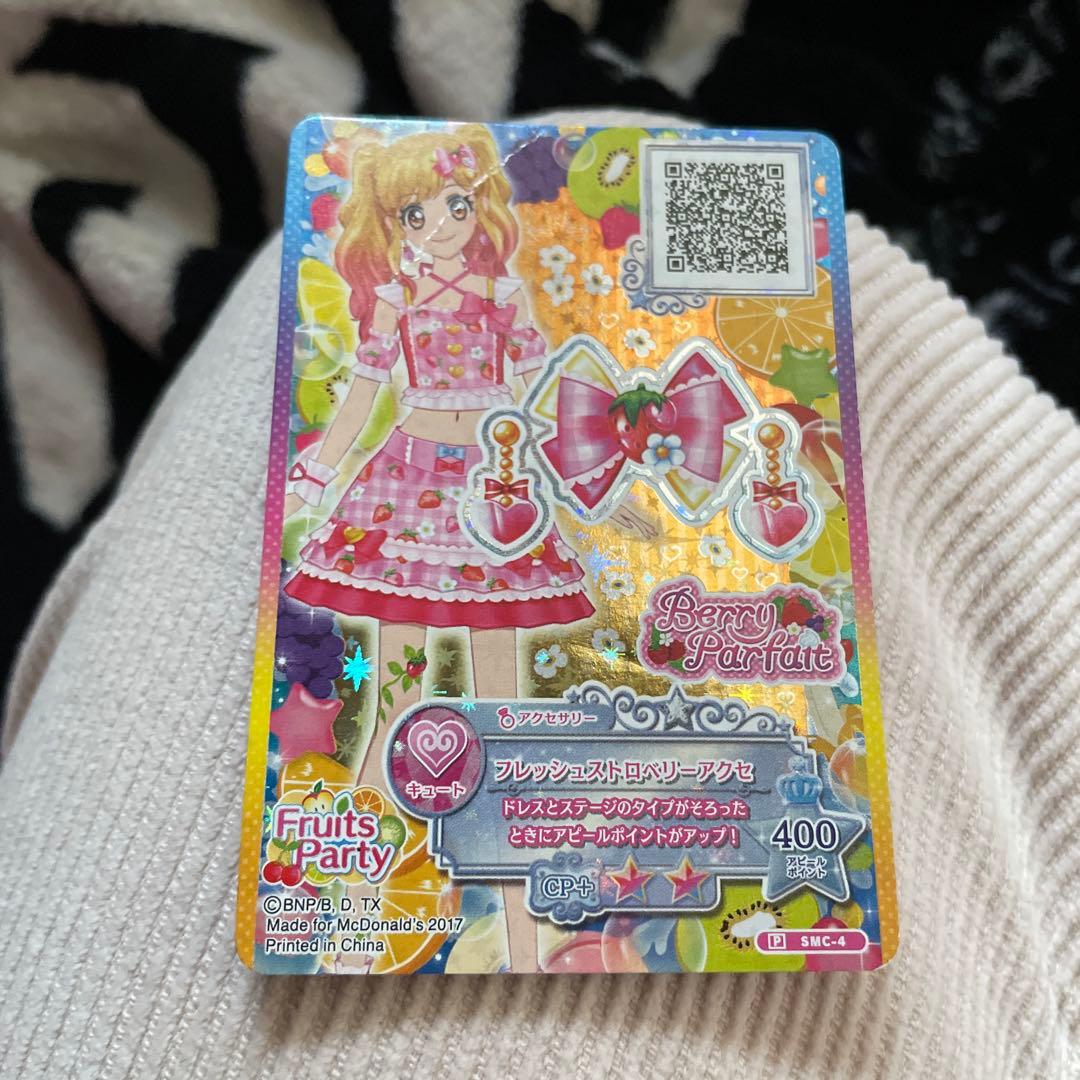 Berry
Parfait
アクセサリー
キュート
フレッシュストロベリーアクセ
ドレスとステージのタイプがそろった
ときにアピールポイントがアップ!
400
アピール
ポイント
CP+
Fruits
Party
©BNP/B, D, TX
Made for McDonald's 2017
Printed in China
P SMC-4